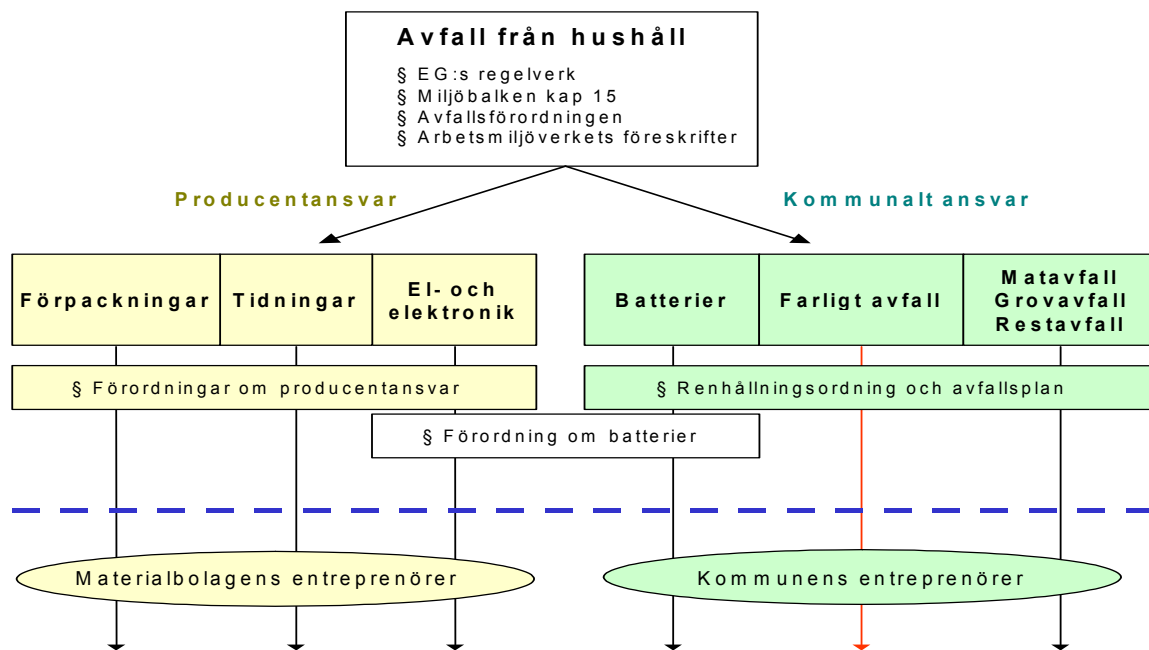 Avfall från hushåll
§ EG:s regelverk
§ Miljöbalken kap 15
§ Avfallsförordningen
§ Arbetsmiljöverkets föreskrifter
Producentansvar
Kommunalt ansvar
Förpackningar
Tidningar
El- och
elektronik
Batterier
Farligt avfall
Matavfall
Grovavfall
Restavfall
§ Förordningar om producentansvar
§ Renhållningsordning och avfallsplan
§ Förordning om batterier
Materialbolagens entreprenörer
Kommunens entreprenörer